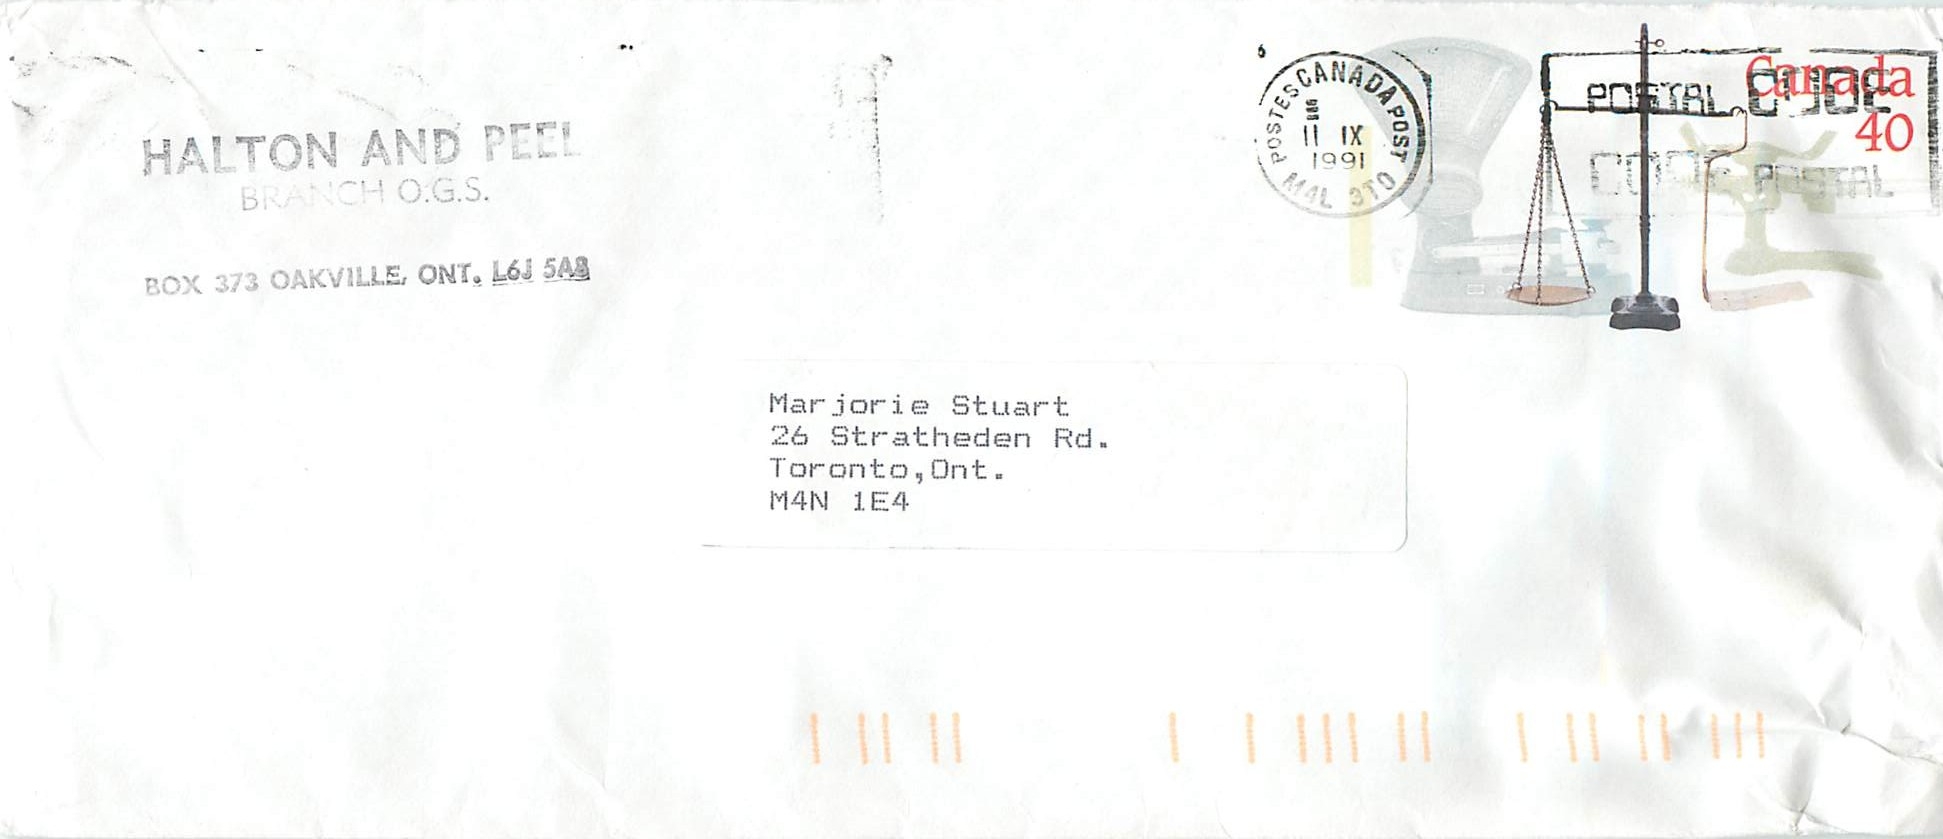 HALTON AND PEEL
BRANCH O.G.S.
BOX 373 OAKVILLE, ONT. L6J 5A8
POSTES CANADA POST
11 IX
1991
M4L 3T0
Canada
40
POSTAL CODE
CODE POSTAL
Marjorie Stuart
26 Stratheden Rd.
Toronto,Ont.
M4N 1E4